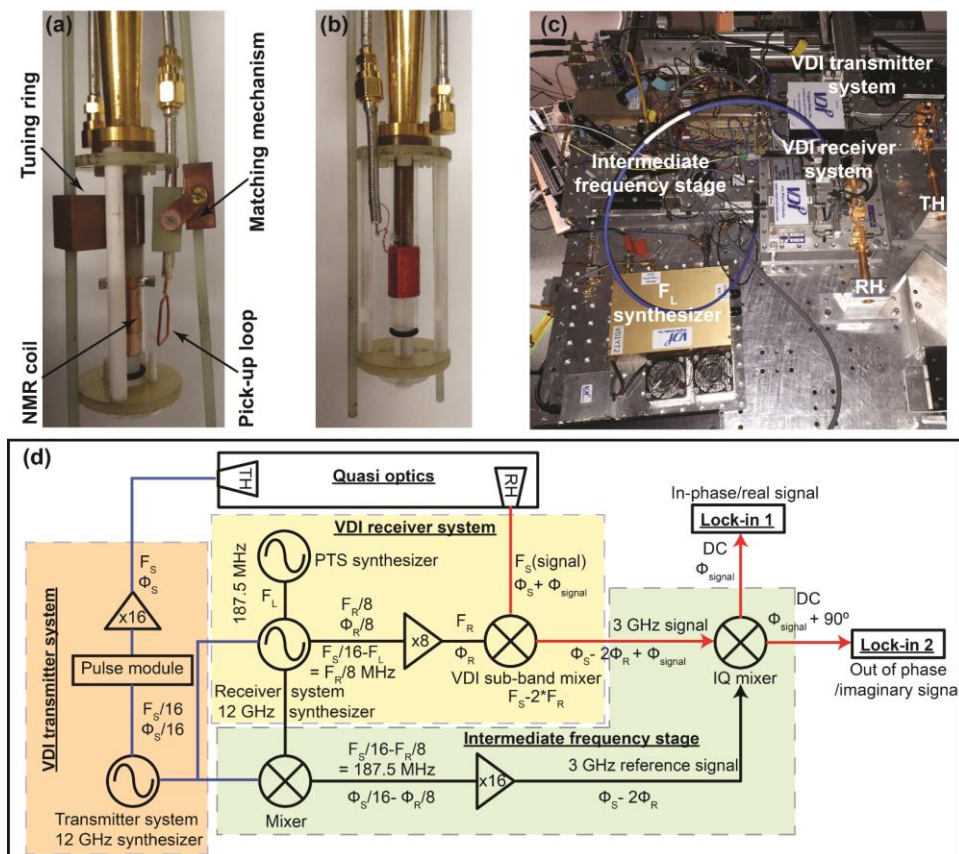 (a)
Tuning ring
NMR coil
Matching mechanism
Pick-up loop
(b)
(c)
VDI transmitter
system
VDI receiver
system
Intermediate
frequency stage
TH
RH
F_L
synthesizer
VDI
VDI
VDI
(d)
Quasi optics
TH
RH
VDI transmitter system
F_S
Φ_S
x16
Pulse module
F_S/16
Φ_S/16
Transmitter system
12 GHz synthesizer
VDI receiver system
PTS synthesizer
187.5 MHz
F_L
F_R/8
Φ_R/8
F_S/16-F_L
= F_R/8 MHz
Receiver system
12 GHz synthesizer
x8
F_R
Φ_R
F_S(signal)
Φ_S+ Φ_signal
VDI sub-band mixer
F_S-2*F_R
3 GHz signal
Φ_S- 2Φ_R + Φ_signal
In-phase/real signal
Lock-in 1
DC
Φ_signal
DC
Φ_signal + 90º
Lock-in 2
Out of phase
/imaginary signal
IQ mixer
Intermediate frequency stage
F_S/16-F_R/8
= 187.5 MHz
Φ_S/16- Φ_R/8
Mixer
x16
3 GHz reference signal
Φ_S- 2Φ_R